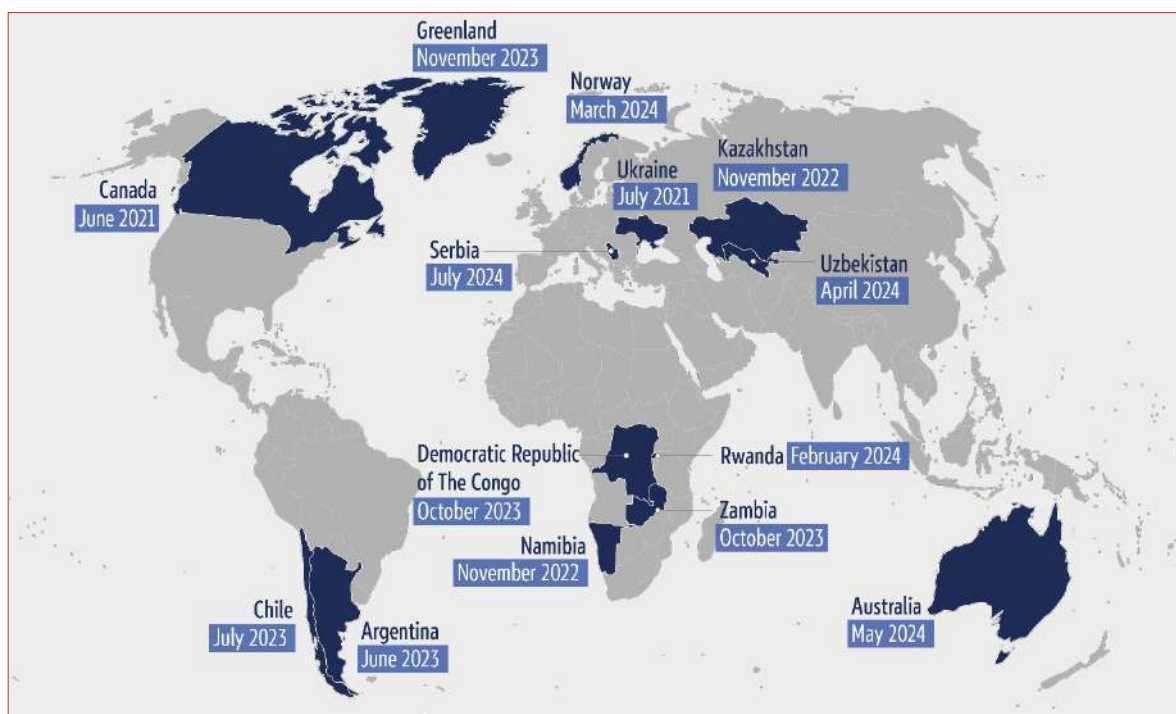 Greenland
November 2023
Norway
March 2024
Kazakhstan
November 2022
Ukraine
July 2021
Canada
June 2021
Serbia
July 2024
Uzbekistan
April 2024
Democratic Republic
of The Congo
October 2023
Rwanda February 2024
Zambia
October 2023
Namibia
November 2022
Chile
July 2023
Argentina
June 2023
Australia
May 2024